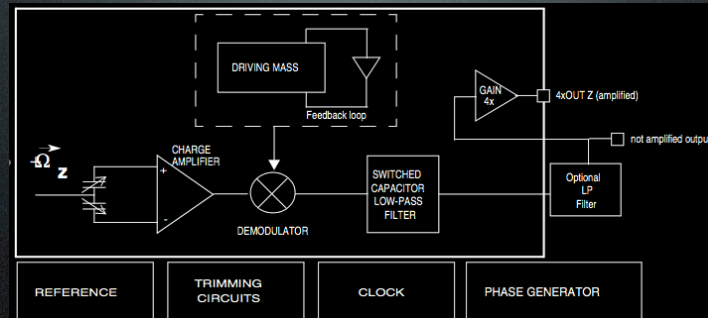 DRIVING MASS
Feedback loop
GAIN
4x
4xOUT Z (amplified)
not amplified output
Ω
z
CHARGE
AMPLIFIER
+
-
DEMODULATOR
SWITCHED
CAPACITOR
LOW-PASS
FILTER
Optional
LP
Filter
REFERENCE
TRIMMING
CIRCUITS
CLOCK
PHASE GENERATOR